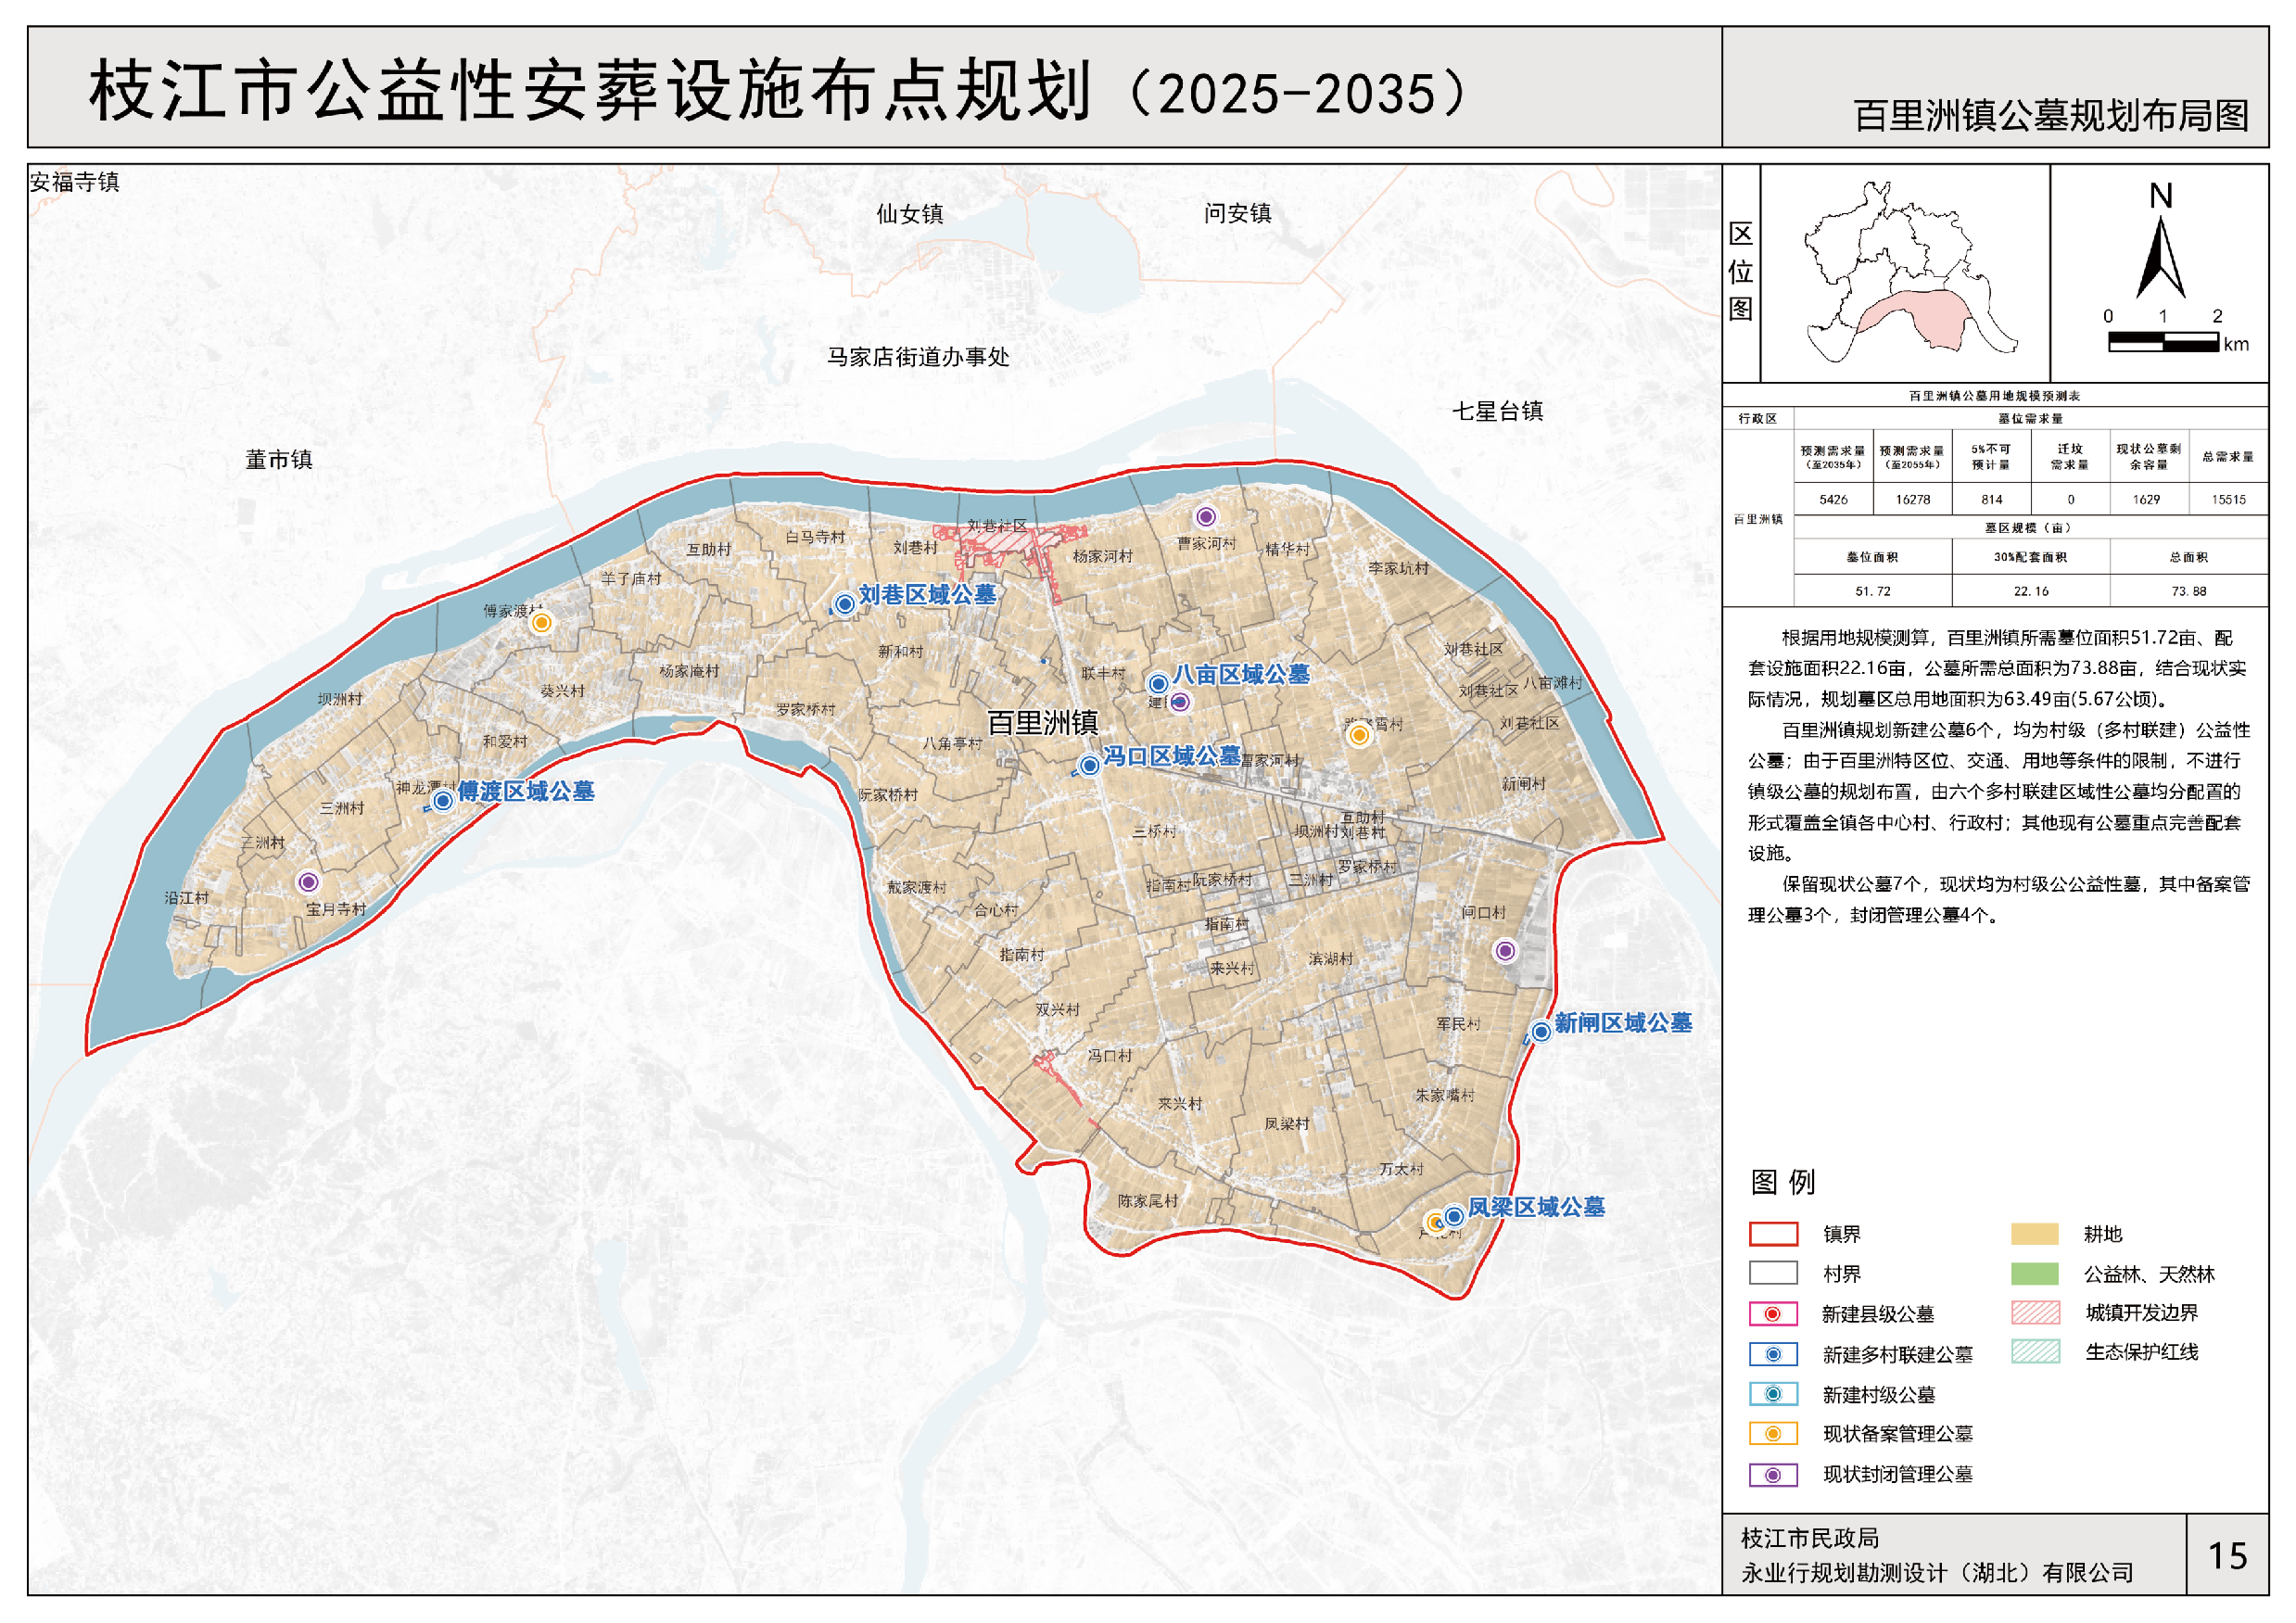 枝江市公益性安葬设施布点规划（2025-2035）
百里洲镇公墓规划布局图
安福寺镇
仙女镇
问安镇
马家店街道办事处
七星台镇
董市镇
刘巷社区
白马寺村
互助村
刘巷村
杨家河村
曹家河村
精华村
李家坑村
羊子庙村
傅家渡村
刘巷区域公墓
新和村
刘巷社区
杨家庵村
联丰村
八亩区域公墓
葵兴村
坝洲村
刘巷社区
八亩滩村
罗家桥村
百里洲镇
刘巷社区
和爱村
八角亭村
冯口区域公墓
曹家河村
新闸村
傅渡区域公墓
阮家桥村
三洲村
互助村
三桥村
坝洲村
刘巷村
三洲村
罗家桥村
指南村
阮家桥村
三洲村
戴家渡村
沿江村
宝月寺村
合心村
闸口村
指南村
指南村
滨湖村
来兴村
双兴村
军民村
新闸区域公墓
冯口村
朱家嘴村
来兴村
凤梁村
万太村
陈家尾村
凤梁区域公墓
区位图
N
0 1 2
km
百里洲镇公墓用地规模预测表
行政区 墓位需求量
预测需求量（至2035年） 预测需求量（至2055年） 5%不可预计量 迁坟需求量 现状公墓剩余容量 总需求量
百里洲镇 5426 16278 814 0 1629 15515
墓区规模（亩）
墓位面积 30%配套面积 总面积
51.72 22.16 73.88
根据用地规模测算，百里洲镇所需墓位面积51.72亩、配
套设施面积22.16亩，公墓所需总面积为73.88亩，结合现状实
际情况，规划墓区总用地面积为63.49亩(5.67公顷)。
百里洲镇规划新建公墓6个，均为村级（多村联建）公益性
公墓；由于百里洲特区位、交通、用地等条件的限制，不进行
镇级公墓的规划布置，由六个多村联建区域性公墓均分配置的
形式覆盖全镇各中心村、行政村；其他现有公墓重点完善配套
设施。
保留现状公墓7个，现状均为村级公公益性墓，其中备案管
理公墓3个，封闭管理公墓4个。
图例
镇界
村界
新建县级公墓
新建多村联建公墓
新建村级公墓
现状备案管理公墓
现状封闭管理公墓
耕地
公益林、天然林
城镇开发边界
生态保护红线
枝江市民政局
永业行规划勘测设计（湖北）有限公司
15